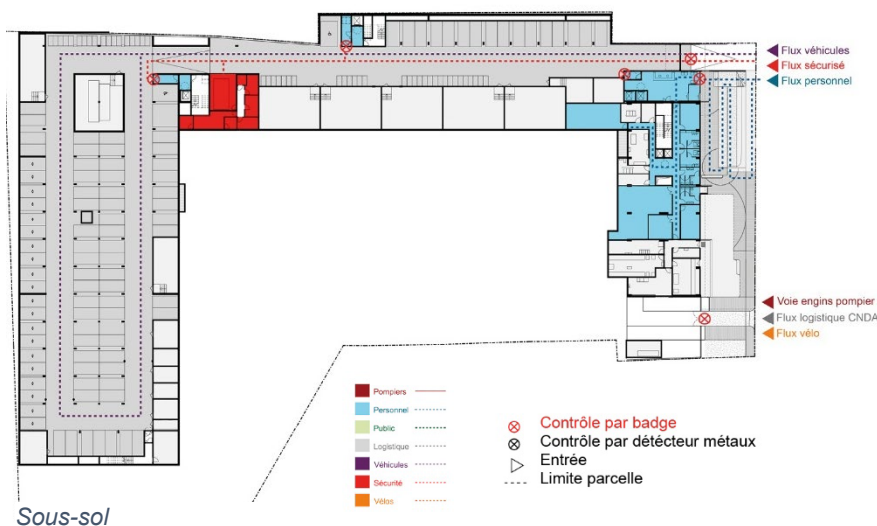 Flux véhicules
Flux sécurisé
Flux personnel
Voie engins pompier
Flux logistique CNDA
Flux vélo
Pompiers
Personnel
Public
Logistique
Véhicules
Sécurité
Vélos
Contrôle par badge
Contrôle par détécteur métaux
Entrée
Limite parcelle
Sous-sol